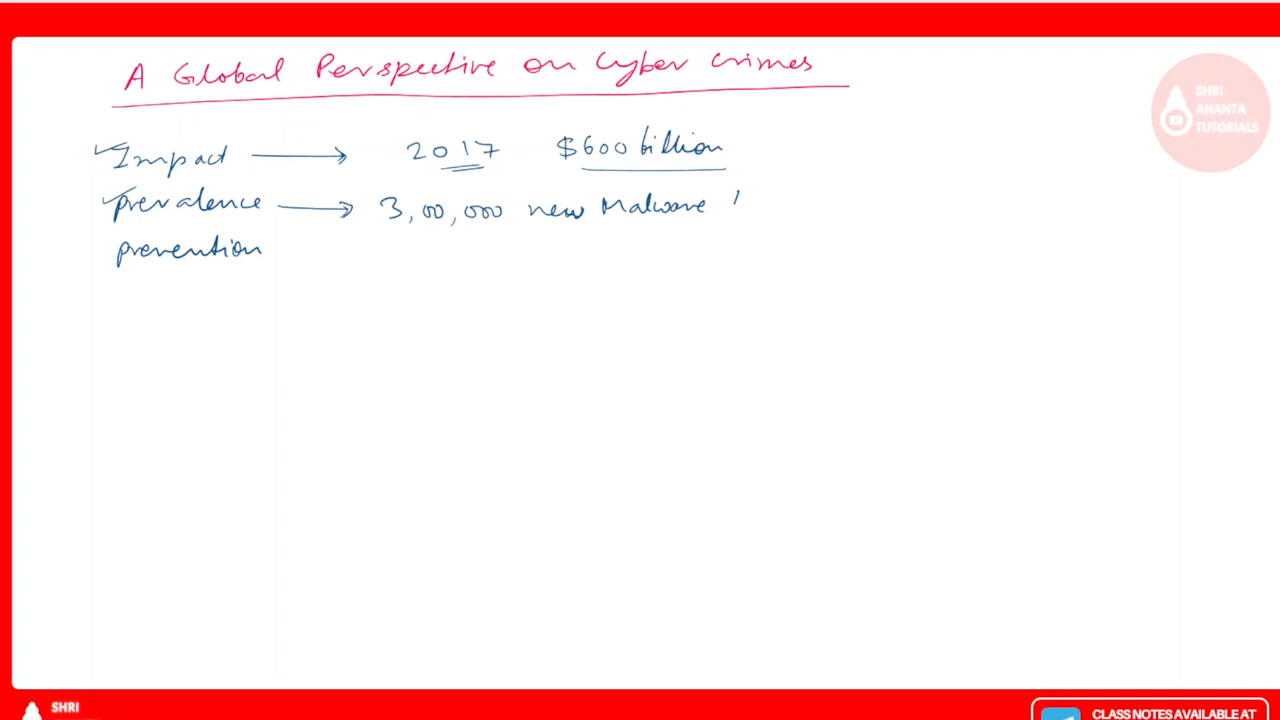 A Global Perspective on Cyber Crimes
SHRI
ANANTA
TUTORIALS
Impact → 2017 $600 billion
Prevalence → 3,00,000 new Malware
prevention
SHRI
CLASS NOTES AVAILABLE AT